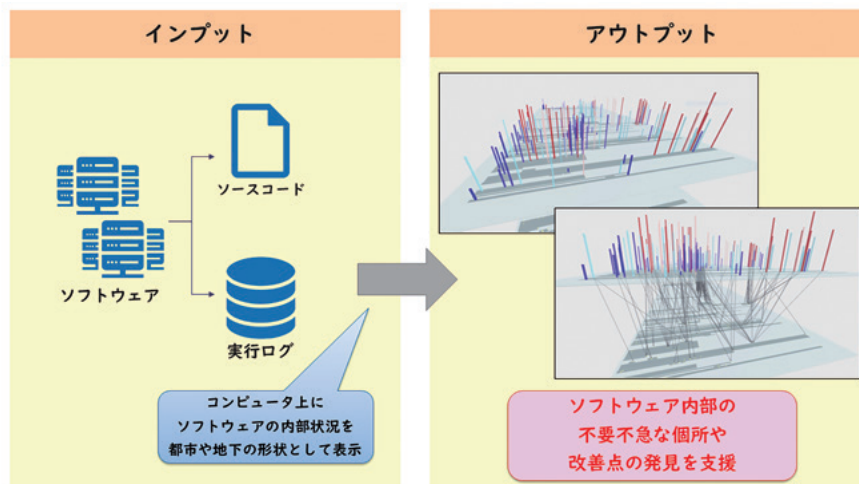 インプット
ソースコード
ソフトウェア
実行ログ
コンピュータ上に
ソフトウェアの内部状況を
都市や地下の形状として表示
アウトプット
ソフトウェア内部の
不要不急な個所や
改善点の発見を支援